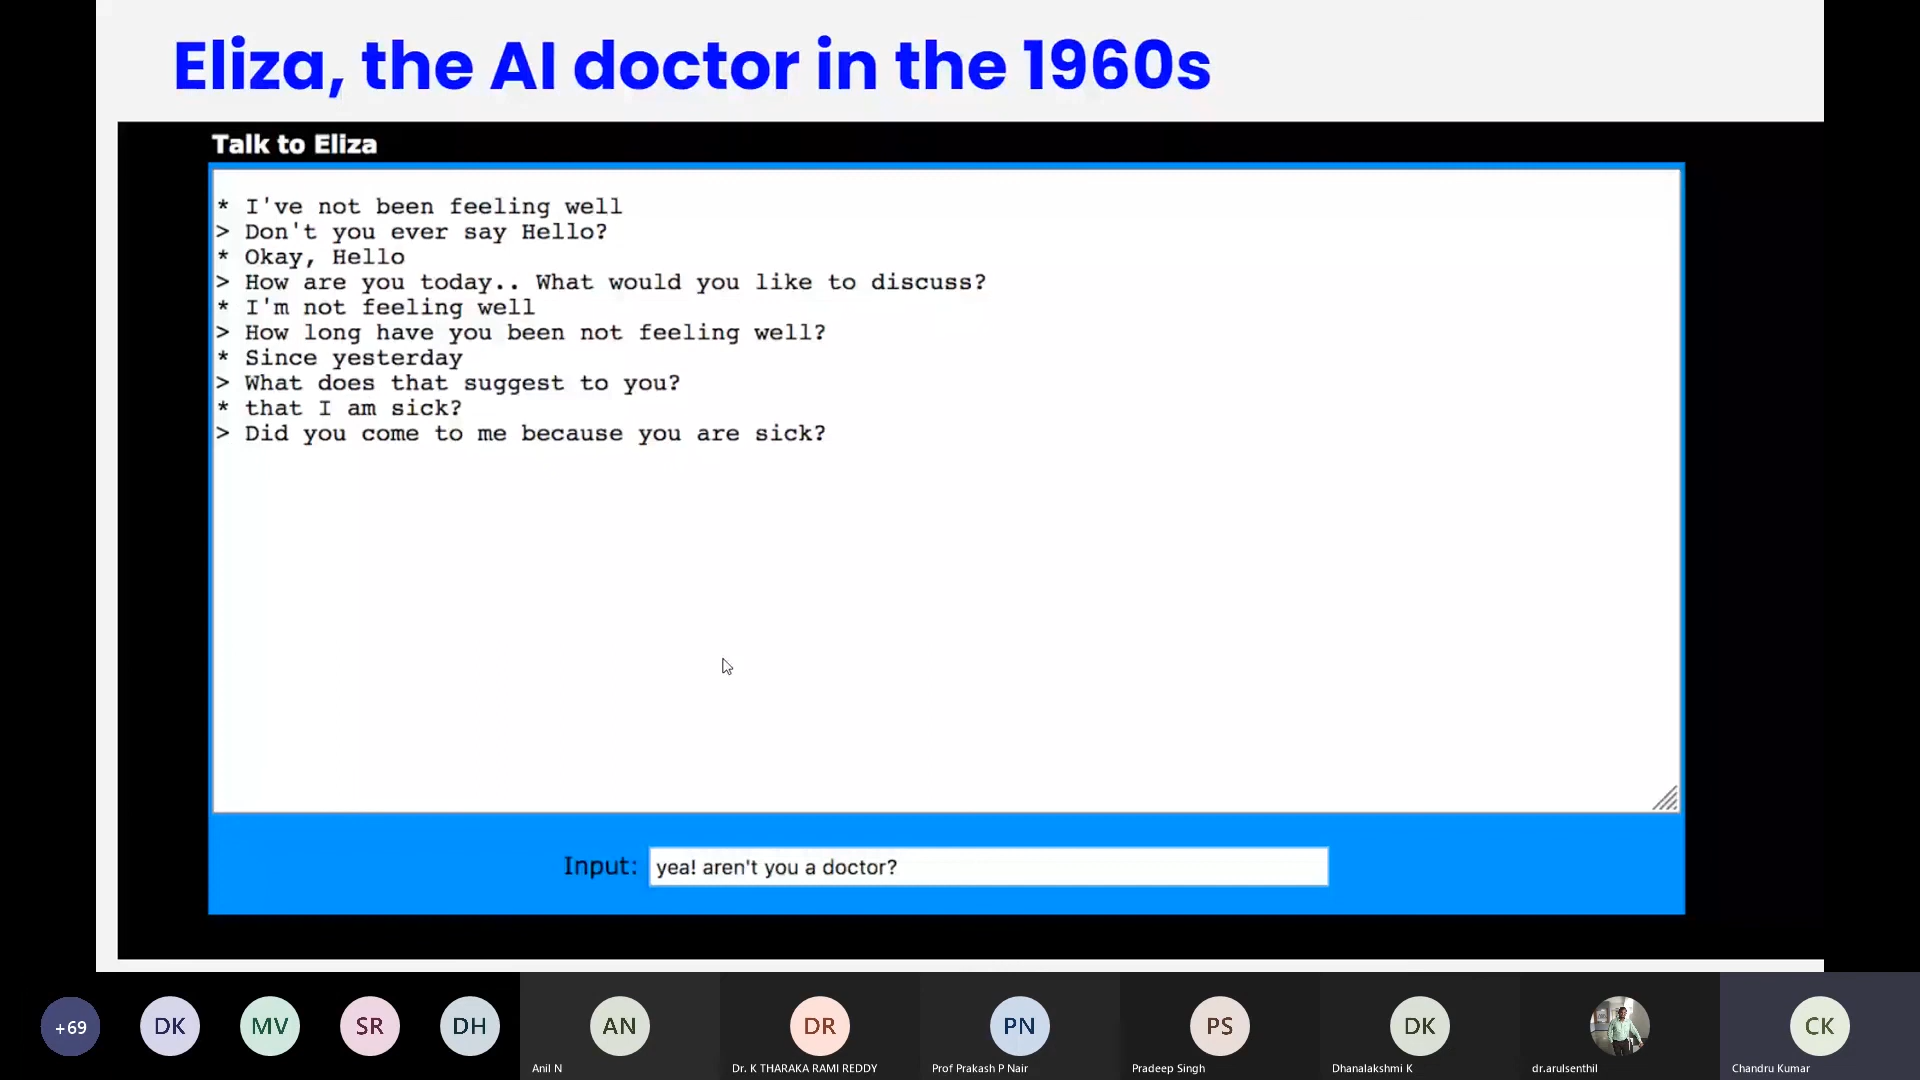 Eliza, the AI doctor in the 1960s
Talk to Eliza
* I've not been feeling well
> Don't you ever say Hello?
* Okay, Hello
> How are you today.. What would you like to discuss?
* I'm not feeling well
> How long have you been not feeling well?
* Since yesterday
> What does that suggest to you?
* that I am sick?
> Did you come to me because you are sick?
Input: yea! aren't you a doctor?
+69 DK MV SR DH AN DR PN PS DK CK
Anil N Dr. K THARAKA RAMI REDDY Prof Prakash P Nair Pradeep Singh Dhanalakshmi K dr.arulsenthil Chandru Kumar